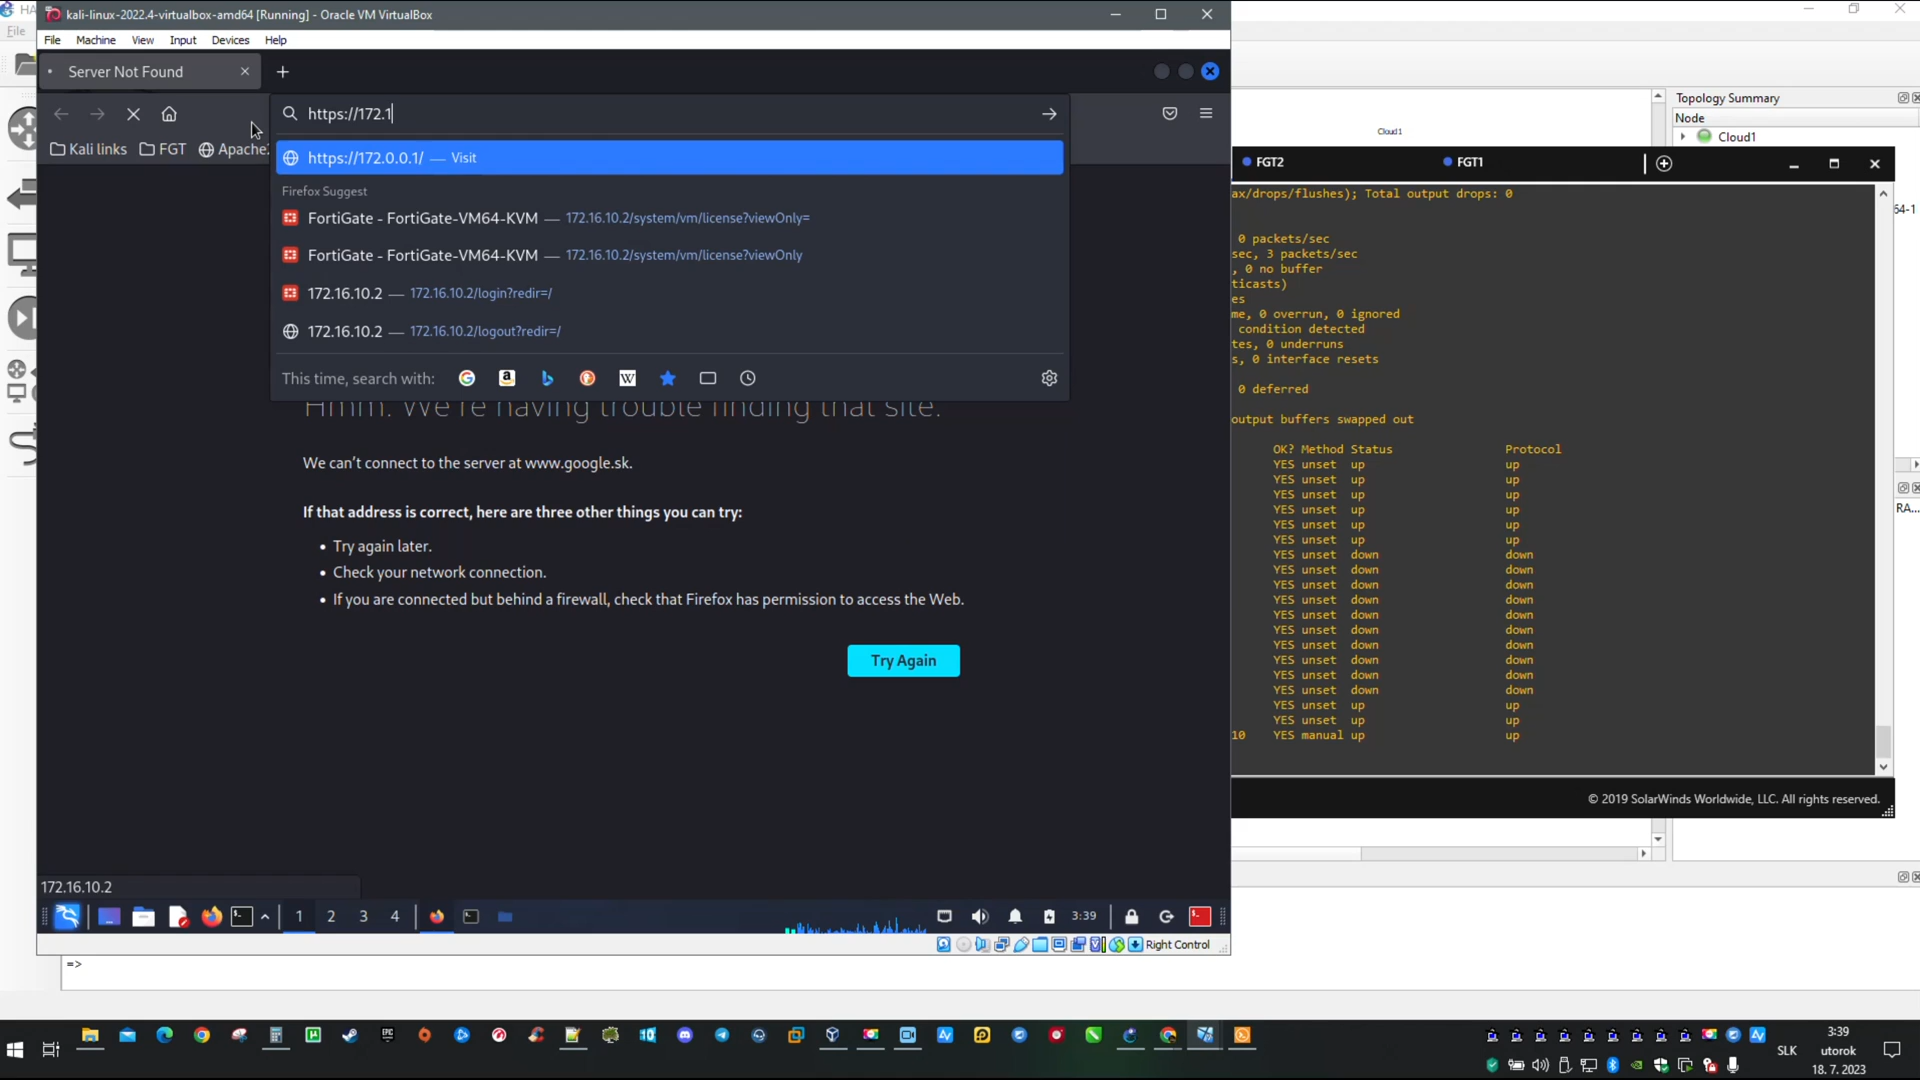 kali-linux-2022.4-virtualbox-amd64 [Running] - Oracle VM VirtualBox
File Machine View Input Devices Help
Server Not Found
https://172.1
Kali links FGT Apache2
https://172.0.0.1/ — Visit
Firefox Suggest
FortiGate - FortiGate-VM64-KVM — 172.16.10.2/system/vm/license?viewOnly=
FortiGate - FortiGate-VM64-KVM — 172.16.10.2/system/vm/license?viewOnly
172.16.10.2 — 172.16.10.2/login?redir=/
172.16.10.2 — 172.16.10.2/logout?redir=/
This time, search with:
Hmm. We're having trouble finding that site.
We can't connect to the server at www.google.sk.
If that address is correct, here are three other things you can try:
• Try again later.
• Check your network connection.
• If you are connected but behind a firewall, check that Firefox has permission to access the Web.
Try Again
172.16.10.2
1 2 3 4
3:39
Right Control
=>
HA
File
Cloud1
Topology Summary
Node
Cloud1
64-1
RA...
FGT2 FGT1
ax/drops/flushes); Total output drops: 0
0 packets/sec
sec, 3 packets/sec
, 0 no buffer
ticasts)
es
me, 0 overrun, 0 ignored
condition detected
tes, 0 underruns
s, 0 interface resets
0 deferred
output buffers swapped out
OK? Method Status Protocol
YES unset up up
YES unset up up
YES unset up up
YES unset up up
YES unset up up
YES unset up up
YES unset down down
YES unset down down
YES unset down down
YES unset down down
YES unset down down
YES unset down down
YES unset down down
YES unset down down
YES unset down down
YES unset down down
YES unset up up
YES unset up up
10 YES manual up up
© 2019 SolarWinds Worldwide, LLC. All rights reserved.
SLK
3:39
utorok
18. 7. 2023